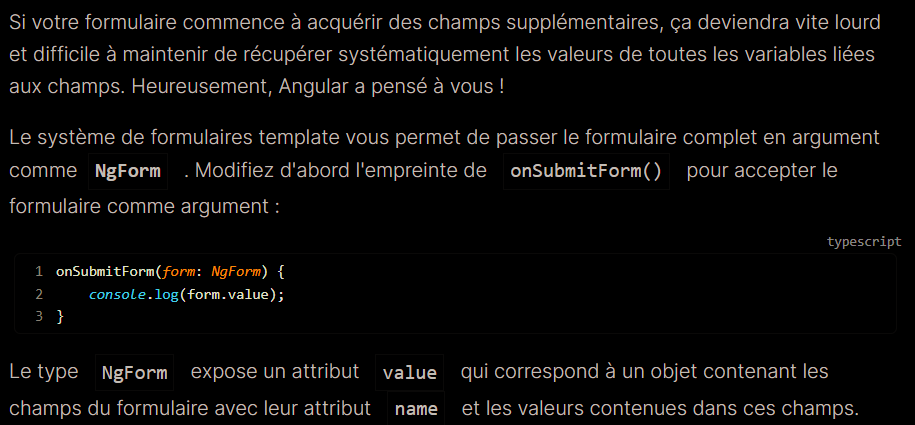 Si votre formulaire commence à acquérir des champs supplémentaires, ça deviendra vite lourd
et difficile à maintenir de récupérer systématiquement les valeurs de toutes les variables liées
aux champs. Heureusement, Angular a pensé à vous !
Le système de formulaires template vous permet de passer le formulaire complet en argument
comme NgForm . Modifiez d'abord l'empreinte de onSubmitForm() pour accepter le
formulaire comme argument :
typescript
1 onSubmitForm(form: NgForm) {
2     console.log(form.value);
3 }
Le type NgForm expose un attribut value qui correspond à un objet contenant les
champs du formulaire avec leur attribut name et les valeurs contenues dans ces champs.